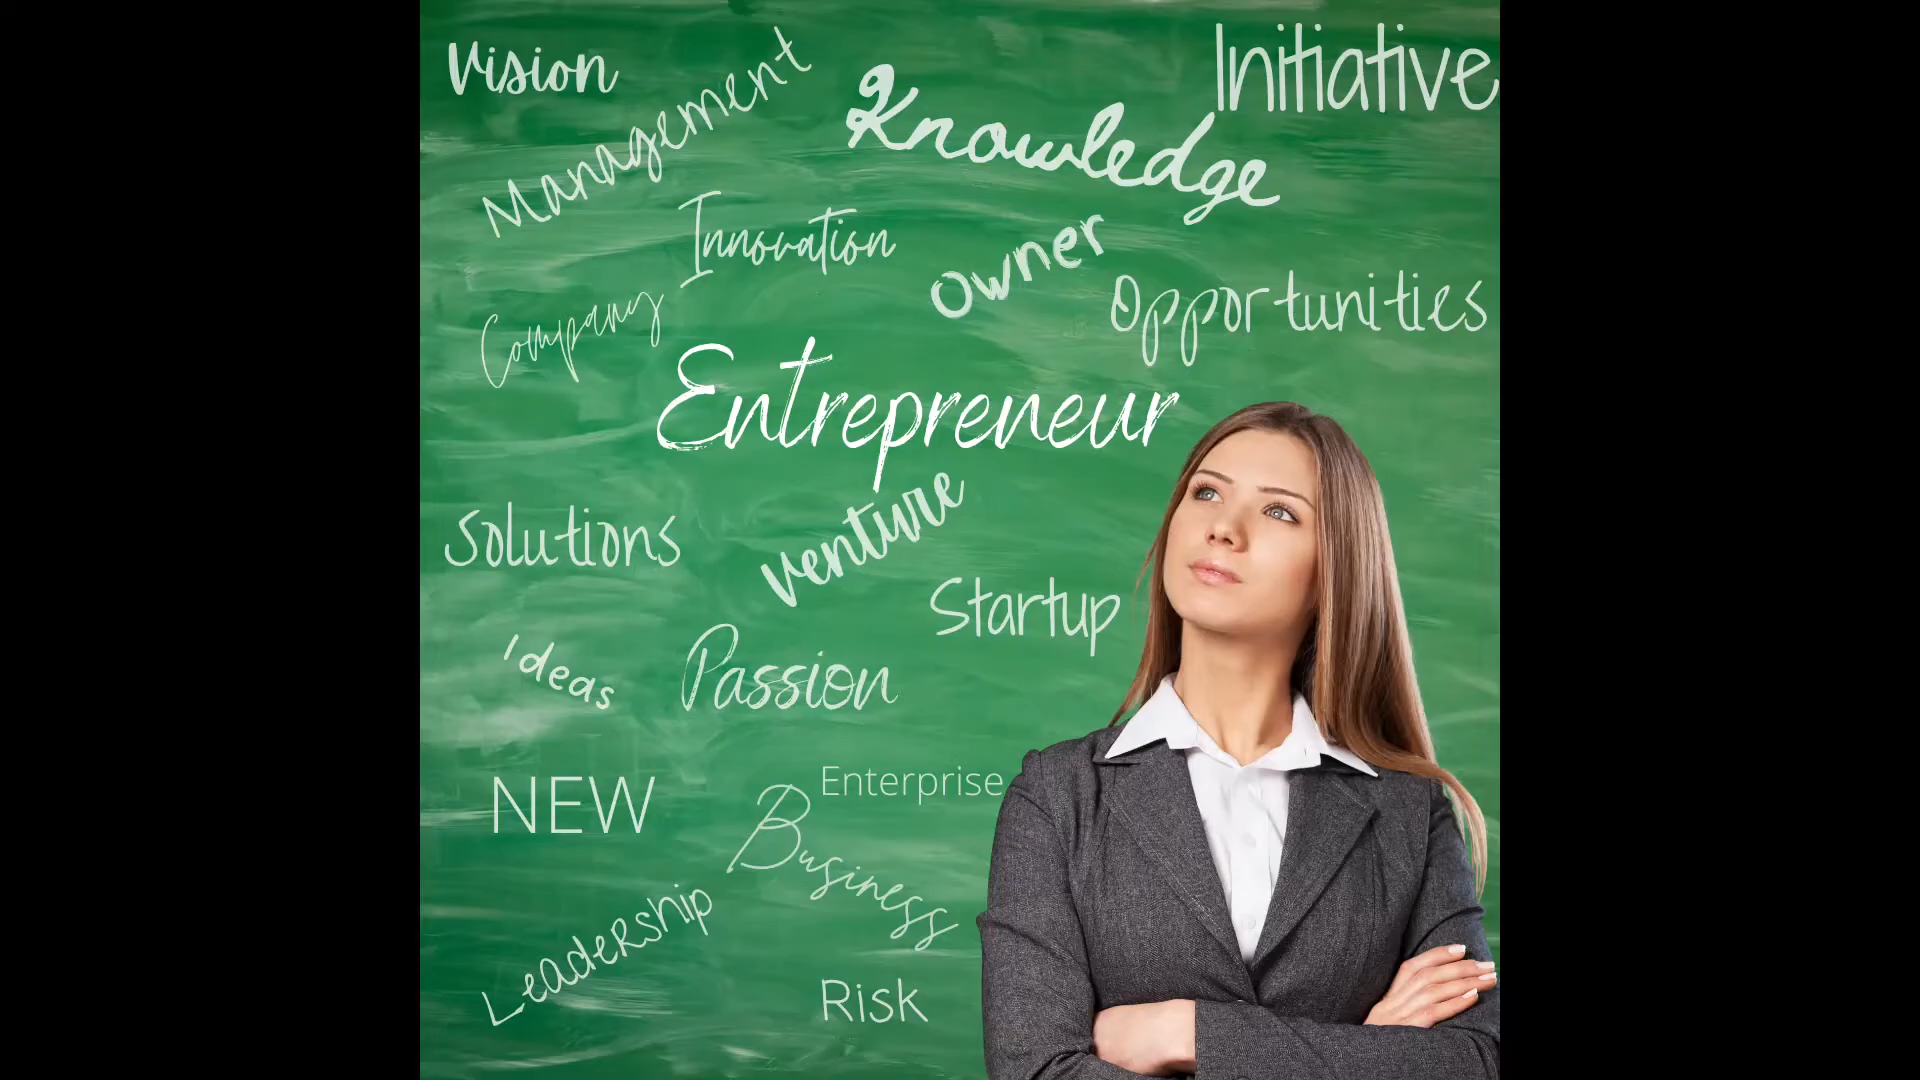 Vision
Initiative
Management
Knowledge
Innovation
Owner
Opportunities
Company
Entrepreneur
venture
Solutions
Startup
Ideas
Passion
NEW
Enterprise
Business
Leadership
Risk